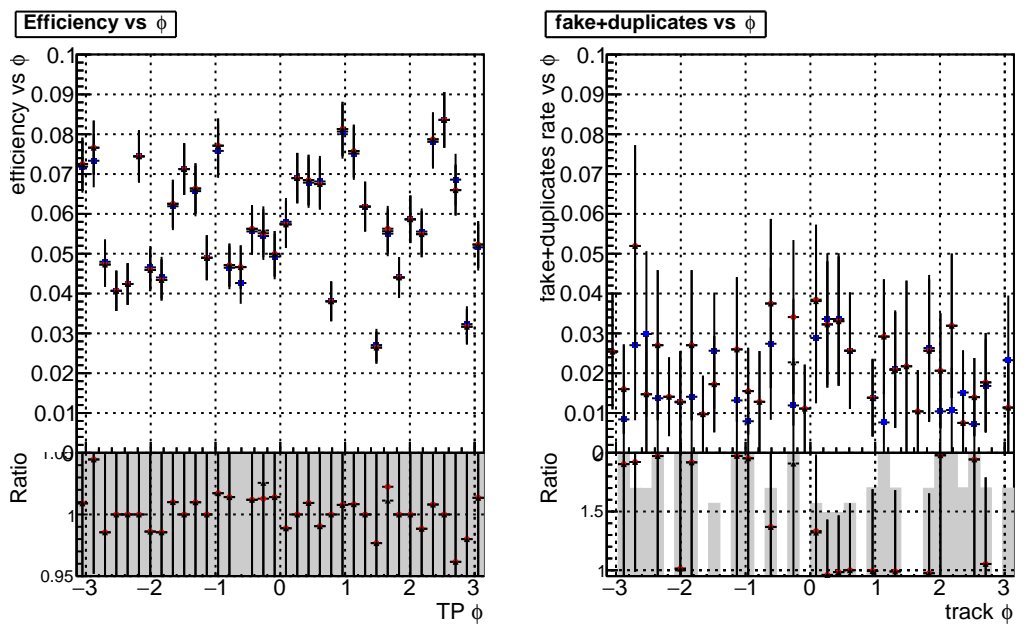 Efficiency vs ϕ
efficiency vs ϕ
0.1
0.09
0.08
0.07
0.06
0.05
0.04
0.03
0.02
0.01
Ratio
1
0.95
−3 −2 −1 0 1 2 3
TP ϕ
fake+duplicates vs ϕ
fake+duplicates rate vs ϕ
0.1
0.09
0.08
0.07
0.06
0.05
0.04
0.03
0.02
0.01
Ratio
1.5
1
−3 −2 −1 0 1 2 3
track ϕ